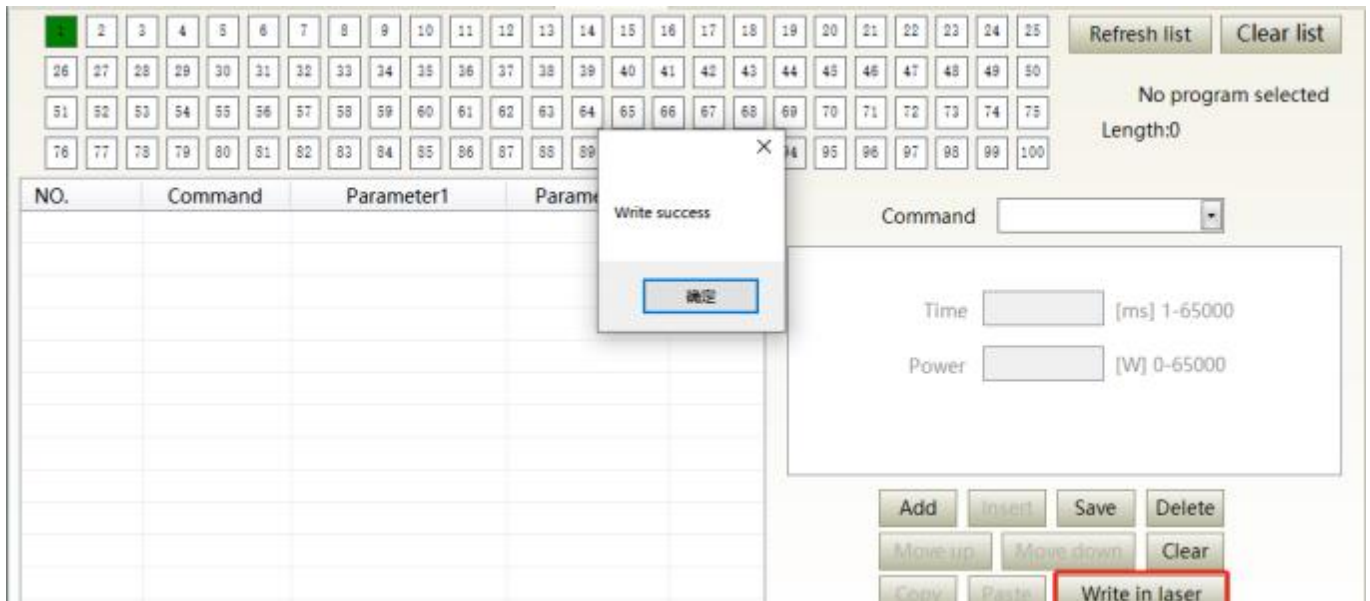 1 2 3 4 5 6 7 8 9 10 11 12 13 14 15 16 17 18 19 20 21 22 23 24 25 Refresh list Clear list
26 27 28 29 30 31 32 33 34 35 36 37 38 39 40 41 42 43 44 45 46 47 48 49 50
No program selected
51 52 53 54 55 56 57 58 59 60 61 62 63 64 65 66 67 68 69 70 71 72 73 74 75
Length:0
76 77 78 79 80 81 82 83 84 85 86 87 88 89 94 95 96 97 98 99 100
NO. Command Parameter1 Parame
Write success
确定
Command
Time [ms] 1-65000
Power [W] 0-65000
Add Insert Save Delete
Move up Move down Clear
Copy Paste Write in laser